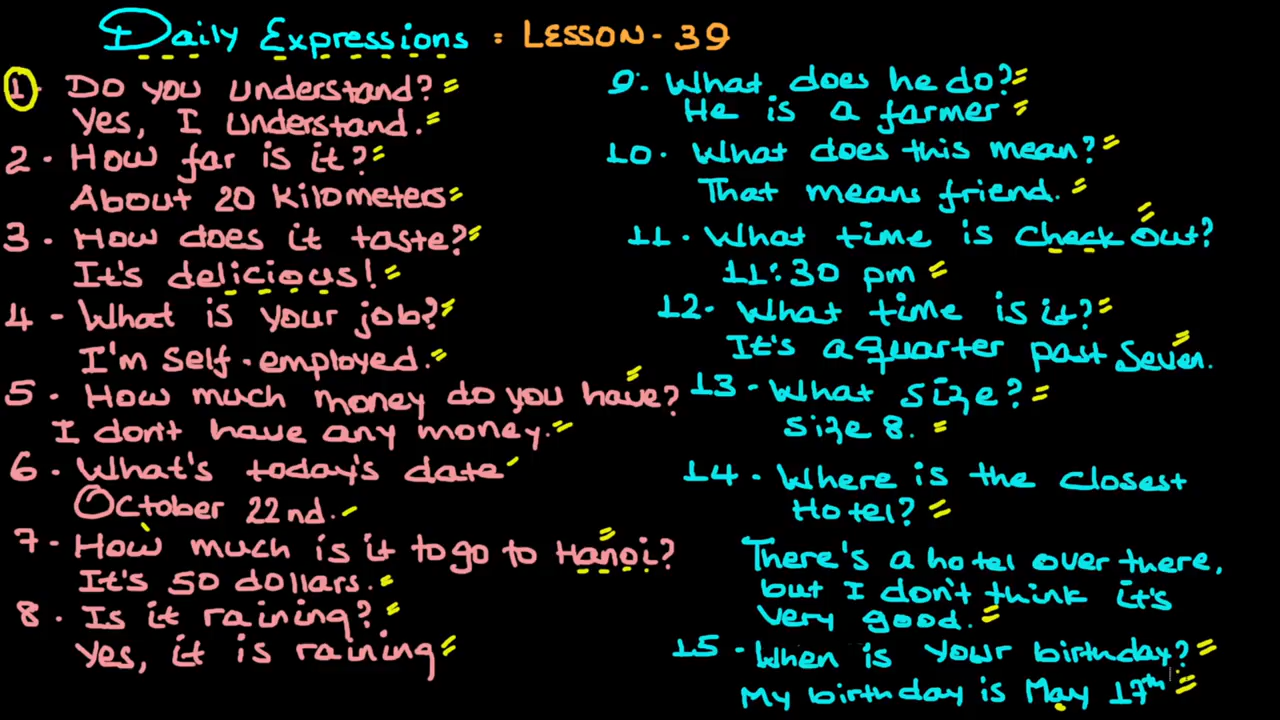 Daily Expressions : LESSON - 39
1. Do you understand?
Yes, I understand.
2. How far is it?
About 20 kilometers
3. How does it taste?
It's delicious!
4 - What is your job?
I'm Self-employed.
5. How much money do you have?
I don't have any money.
6 - What's today's date
October 22nd.
7. How much is it to go to Hanoi?
It's 50 dollars.
8. Is it raining?
Yes, it is raining
9. What does he do?
He is a farmer
10. What does this mean?
That means friend.
11. What time is check out?
11:30 pm
12. What time is it?
It's a quarter past Seven.
13 - What size?
Size 8.
14 - Where is the closest
Hotel?
There's a hotel over there,
but I don't think it's
very good.
15 - When is your birthday?
My birthday is May 17th